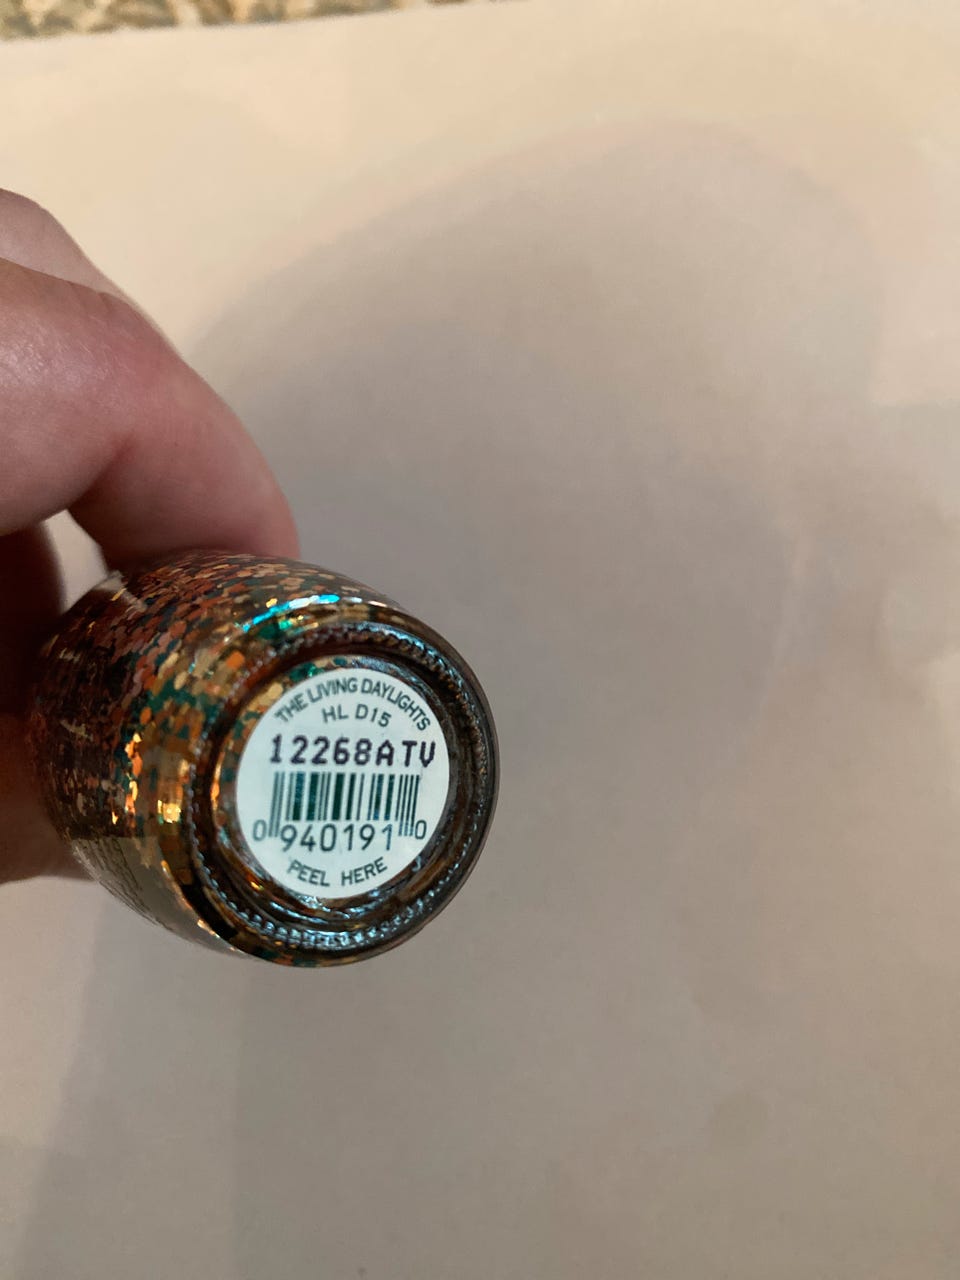 THE LIVING DAYLIGHTS
HL D15
12268ATV
0 940191 0
PEEL HERE